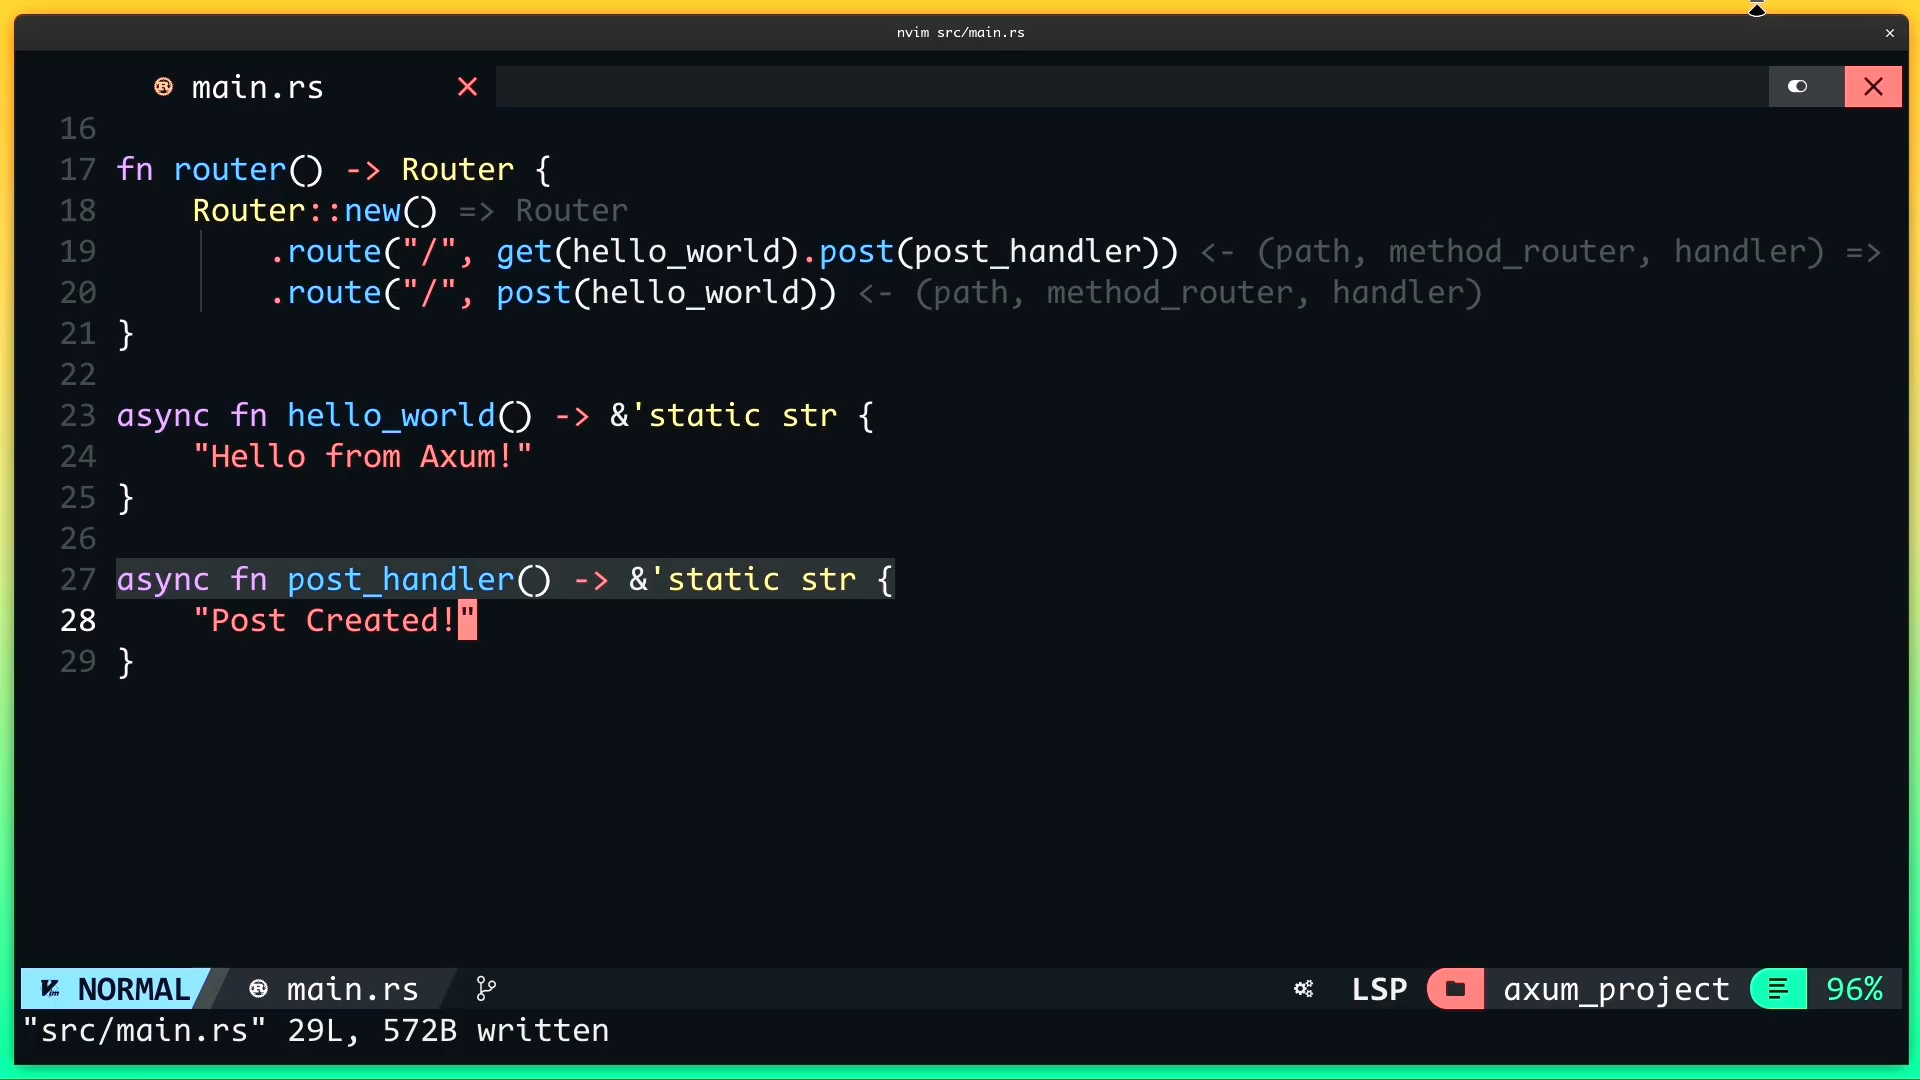 nvim src/main.rs
main.rs
16
17 fn router() -> Router {
18     Router::new() => Router
19         .route("/", get(hello_world).post(post_handler)) <- (path, method_router, handler) =>
20         .route("/", post(hello_world)) <- (path, method_router, handler)
21 }
22
23 async fn hello_world() -> &'static str {
24     "Hello from Axum!"
25 }
26
27 async fn post_handler() -> &'static str {
28     "Post Created!"
29 }
NORMAL main.rs LSP axum_project 96%
"src/main.rs" 29L, 572B written